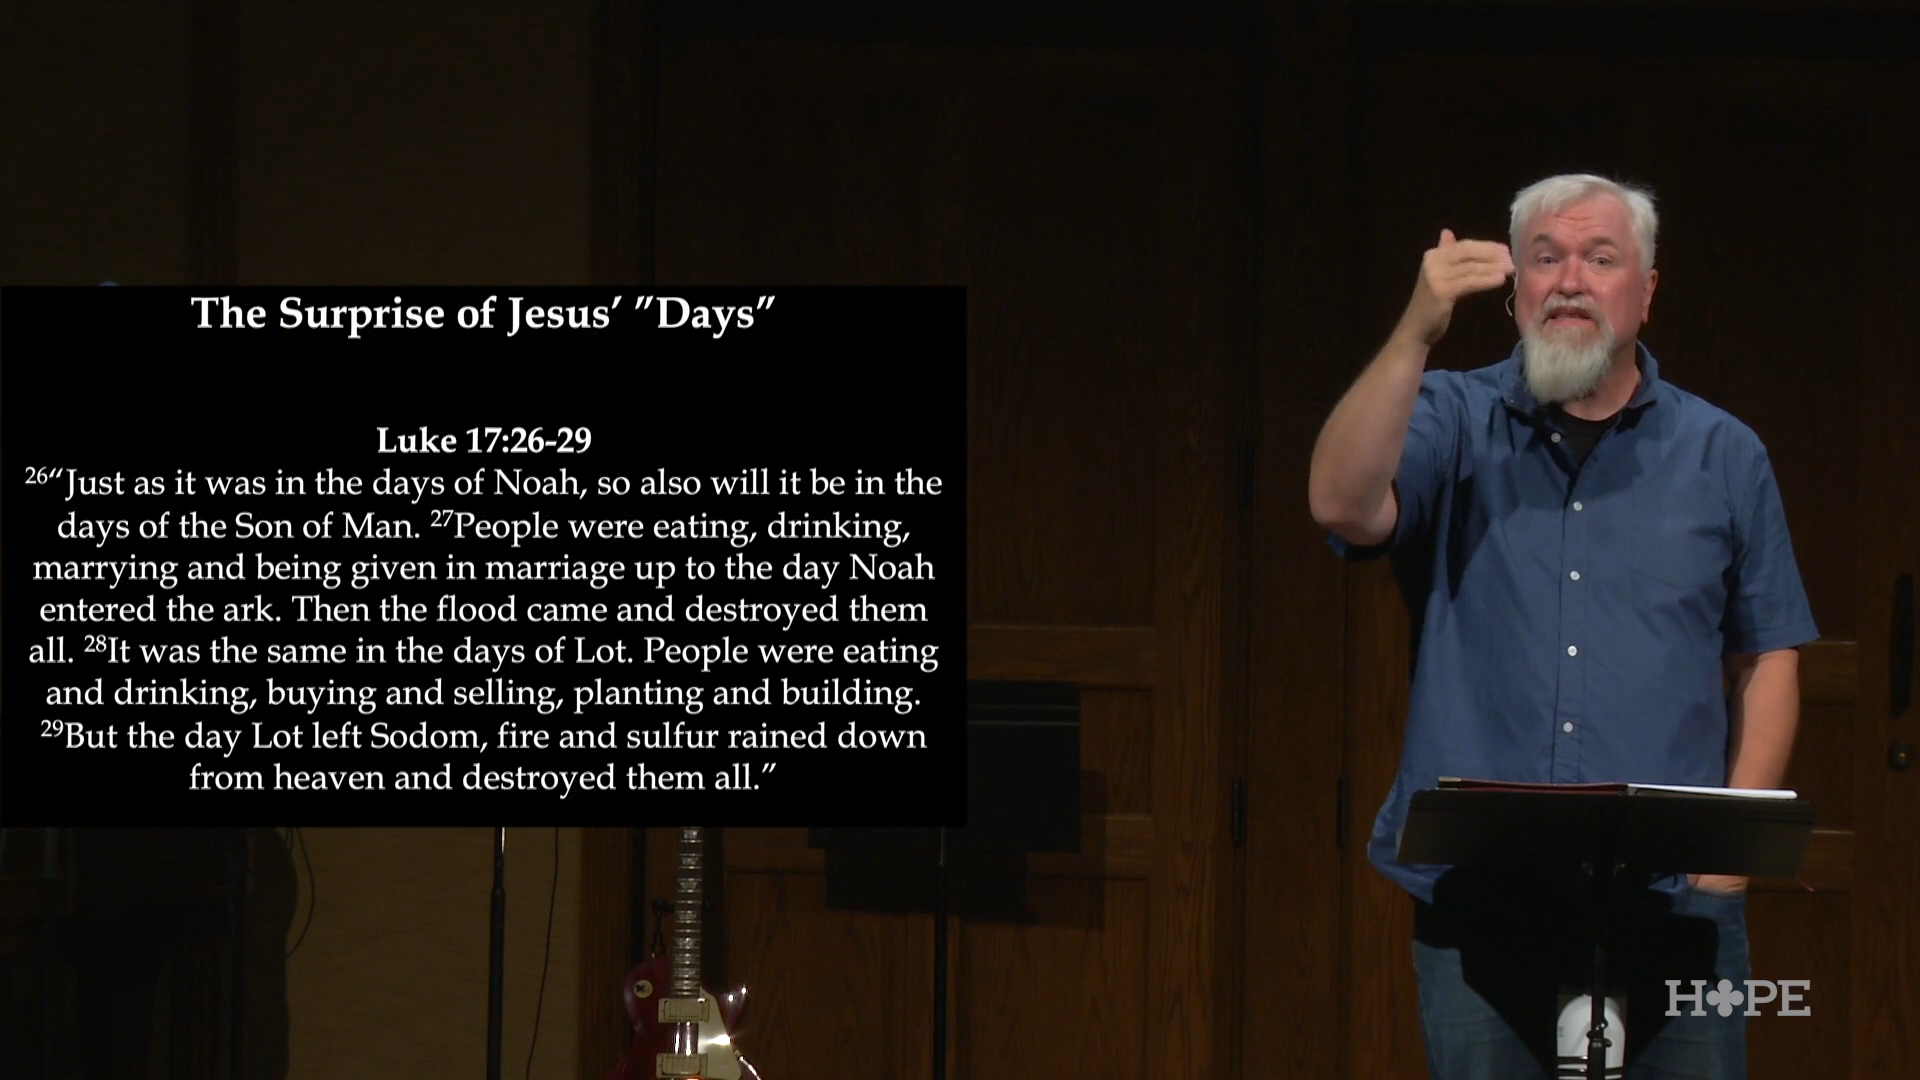 The Surprise of Jesus’ ”Days”
Luke 17:26-29
26“Just as it was in the days of Noah, so also will it be in the
days of the Son of Man. 27People were eating, drinking,
marrying and being given in marriage up to the day Noah
entered the ark. Then the flood came and destroyed them
all. 28It was the same in the days of Lot. People were eating
and drinking, buying and selling, planting and building.
29But the day Lot left Sodom, fire and sulfur rained down
from heaven and destroyed them all.”
HOPE